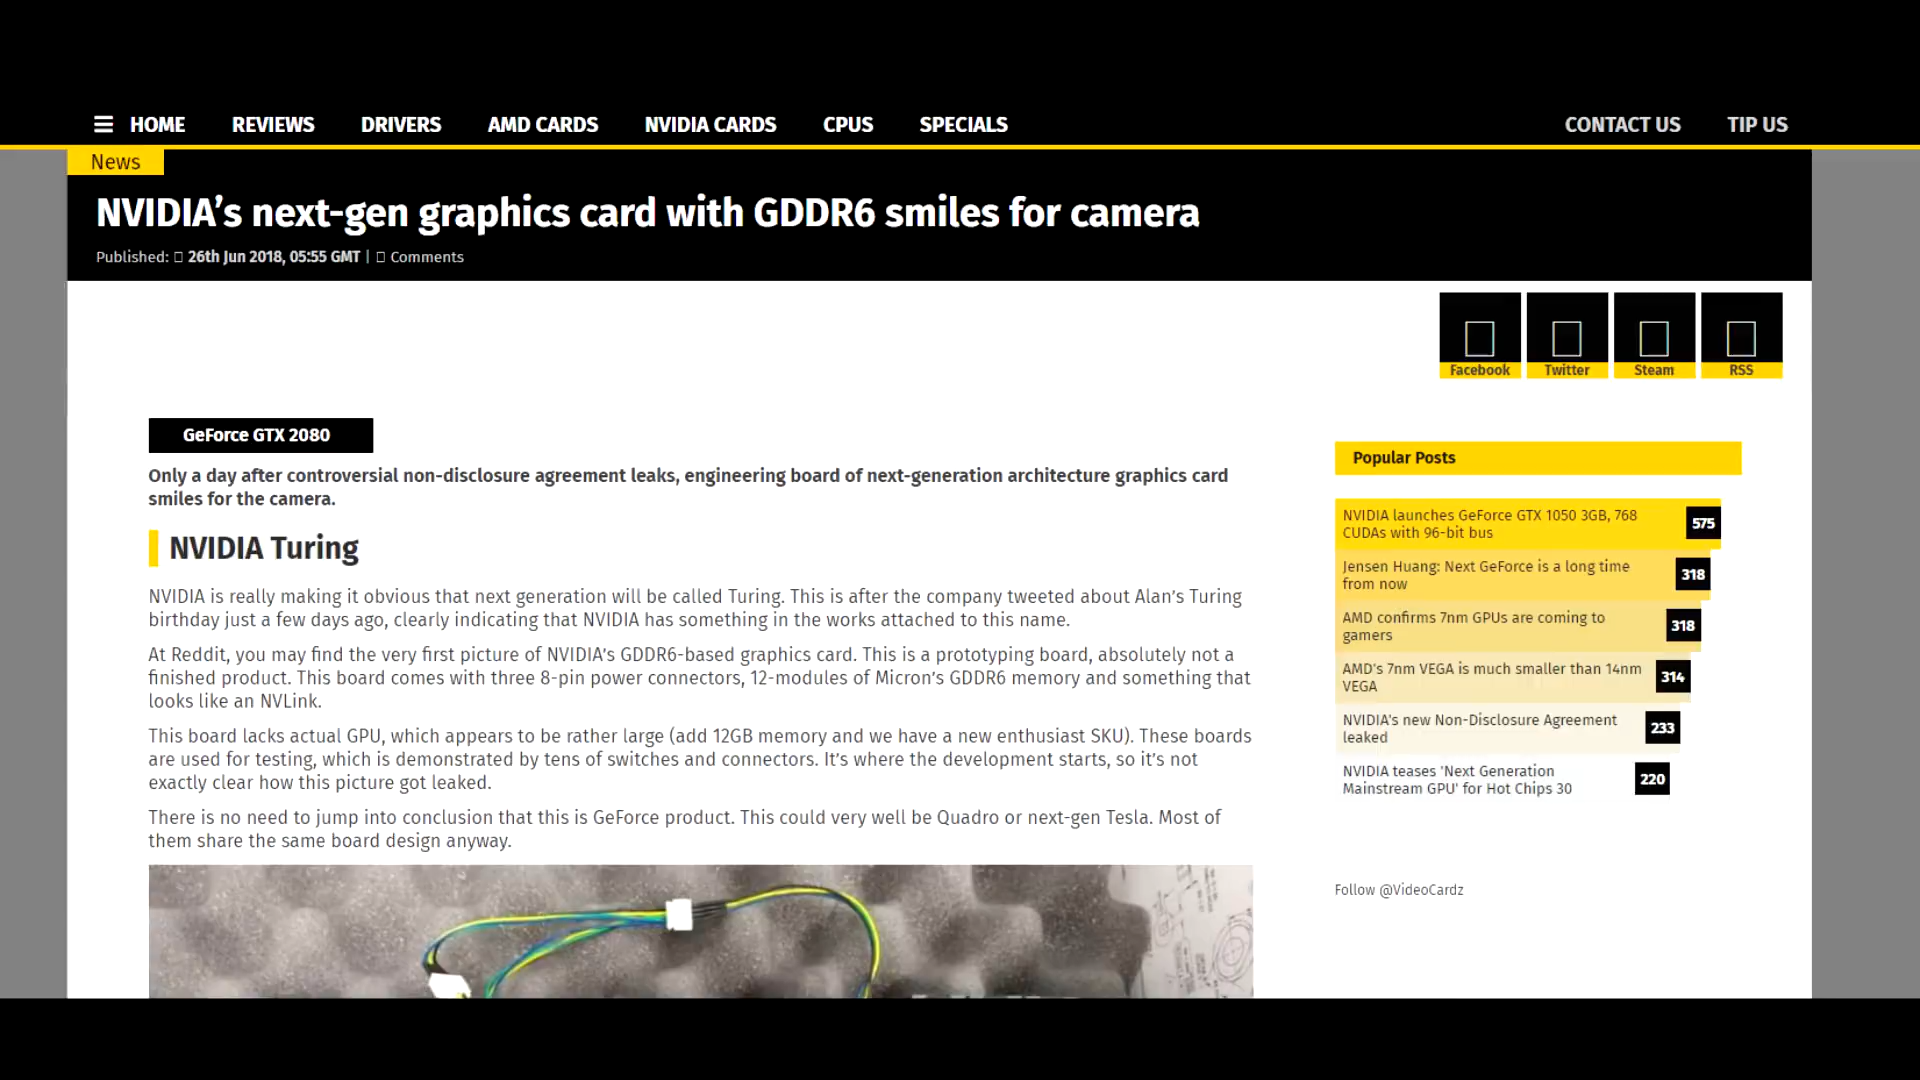 HOME REVIEWS DRIVERS AMD CARDS NVIDIA CARDS CPUS SPECIALS CONTACT US TIP US
News
NVIDIA’s next-gen graphics card with GDDR6 smiles for camera
Published: 26th Jun 2018, 05:55 GMT | Comments
Facebook Twitter Steam RSS
GeForce GTX 2080
Only a day after controversial non-disclosure agreement leaks, engineering board of next-generation architecture graphics card
smiles for the camera.
NVIDIA Turing
NVIDIA is really making it obvious that next generation will be called Turing. This is after the company tweeted about Alan’s Turing
birthday just a few days ago, clearly indicating that NVIDIA has something in the works attached to this name.
At Reddit, you may find the very first picture of NVIDIA’s GDDR6-based graphics card. This is a prototyping board, absolutely not a
finished product. This board comes with three 8-pin power connectors, 12-modules of Micron’s GDDR6 memory and something that
looks like an NVLink.
This board lacks actual GPU, which appears to be rather large (add 12GB memory and we have a new enthusiast SKU). These boards
are used for testing, which is demonstrated by tens of switches and connectors. It’s where the development starts, so it’s not
exactly clear how this picture got leaked.
There is no need to jump into conclusion that this is GeForce product. This could very well be Quadro or next-gen Tesla. Most of
them share the same board design anyway.
Popular Posts
NVIDIA launches GeForce GTX 1050 3GB, 768
CUDAs with 96-bit bus
575
Jensen Huang: Next GeForce is a long time
from now
318
AMD confirms 7nm GPUs are coming to
gamers
318
AMD's 7nm VEGA is much smaller than 14nm
VEGA
314
NVIDIA's new Non-Disclosure Agreement
leaked
233
NVIDIA teases 'Next Generation
Mainstream GPU' for Hot Chips 30
220
Follow @VideoCardz